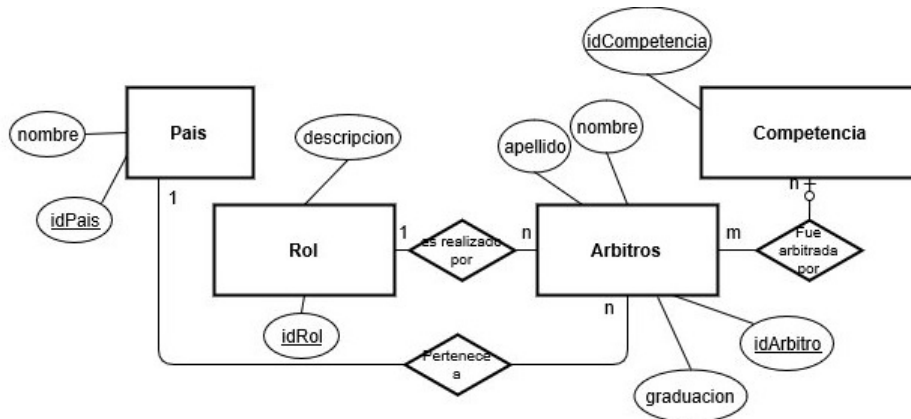 idCompetencia
nombre
Pais
descripcion
apellido
nombre
Competencia
idPais
1
n
Rol
1
es realizado
por
n
Arbitros
m
Fue
arbitrada
por
n
idRol
idArbitro
Pertenece
a
graduacion